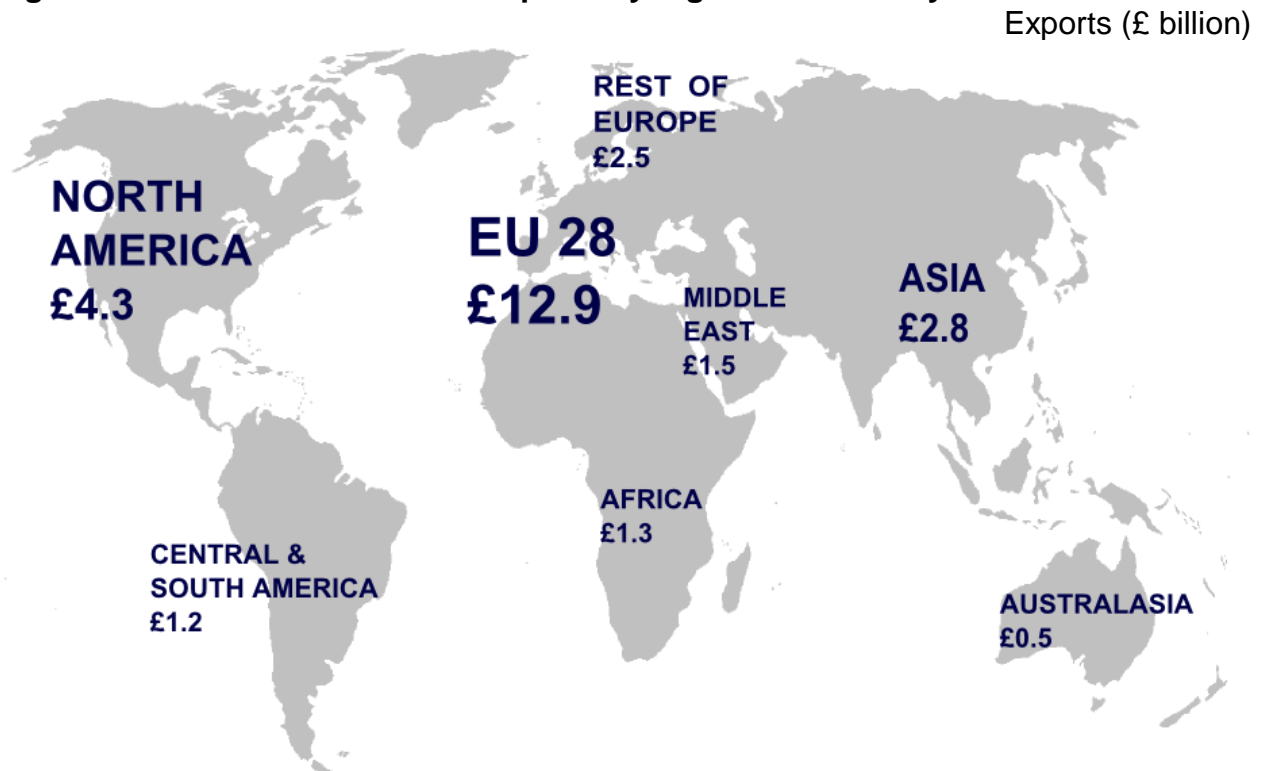 Exports (£ billion)
REST OF
EUROPE
£2.5
NORTH
AMERICA
£4.3
EU 28
£12.9
MIDDLE
EAST
£1.5
ASIA
£2.8
AFRICA
£1.3
CENTRAL &
SOUTH AMERICA
£1.2
AUSTRALASIA
£0.5